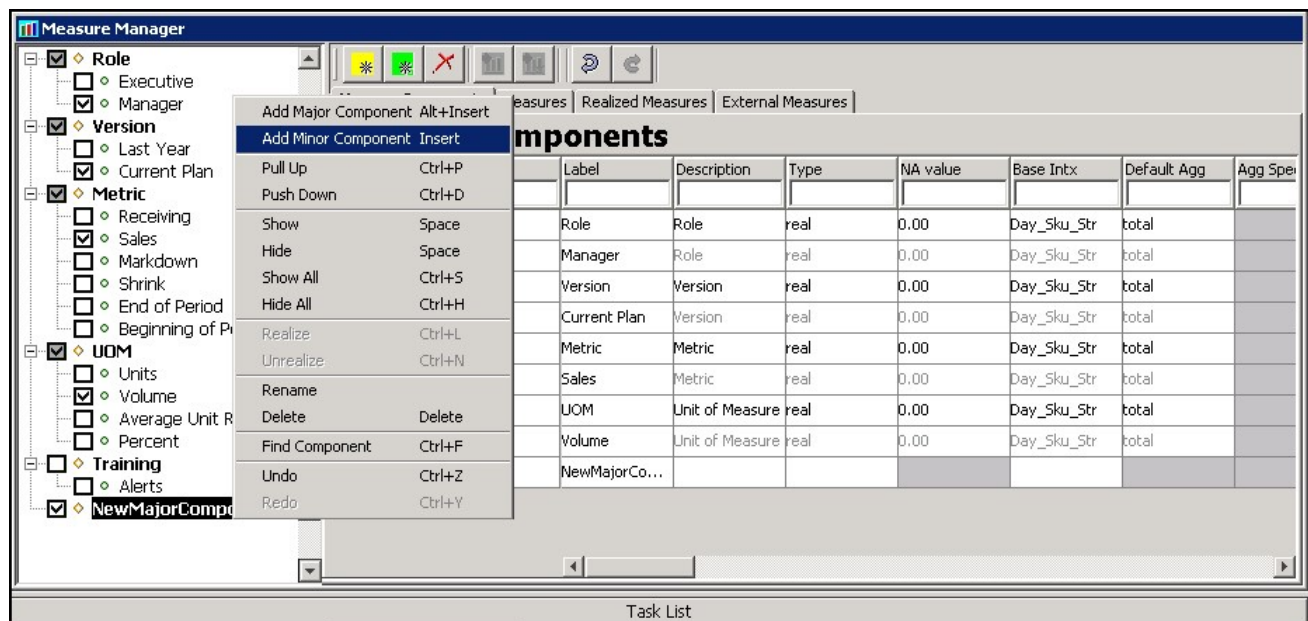 Measure Manager
Role
Executive
Manager
Version
Last Year
Current Plan
Metric
Receiving
Sales
Markdown
Shrink
End of Period
Beginning of
UOM
Units
Volume
Average Unit
Percent
Training
Alerts
NewMajorCompo
Add Major Component Alt+Insert
Add Minor Component Insert
Pull Up Ctrl+P
Push Down Ctrl+D
Show Space
Hide Space
Show All Ctrl+S
Hide All Ctrl+H
Realize Ctrl+L
Unrealize Ctrl+N
Rename
Delete Delete
Find Component Ctrl+F
Undo Ctrl+Z
Redo Ctrl+Y
easures Realized Measures External Measures
mponents
Label Description Type NA value Base Intx Default Agg Agg Spe
Role Role real 0.00 Day_Sku_Str total
Manager Role real 0.00 Day_Sku_Str total
Version Version real 0.00 Day_Sku_Str total
Current Plan Version real 0.00 Day_Sku_Str total
Metric Metric real 0.00 Day_Sku_Str total
Sales Metric real 0.00 Day_Sku_Str total
UOM Unit of Measure real 0.00 Day_Sku_Str total
Volume Unit of Measure real 0.00 Day_Sku_Str total
NewMajorCo...
Task List